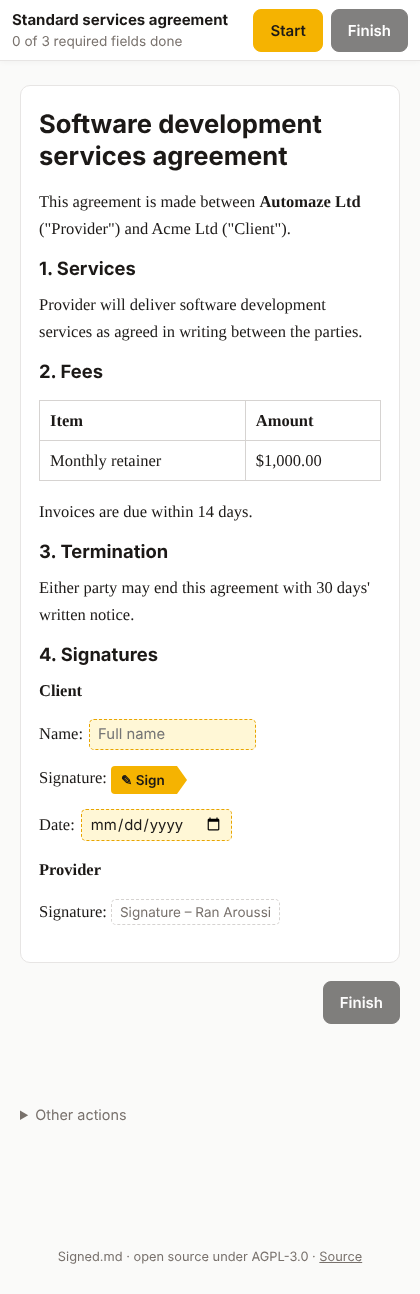 Standard services agreement
0 of 3 required fields done
Start
Finish
Software development
services agreement
This agreement is made between Automaze Ltd
("Provider") and Acme Ltd ("Client").
1. Services
Provider will deliver software development
services as agreed in writing between the parties.
2. Fees
Item Amount
Monthly retainer $1,000.00
Invoices are due within 14 days.
3. Termination
Either party may end this agreement with 30 days'
written notice.
4. Signatures
Client
Name: Full name
Signature: ✎ Sign
Date: mm/dd/yyyy
Provider
Signature: Signature – Ran Aroussi
Finish
Other actions
Signed.md · open source under AGPL-3.0 · Source